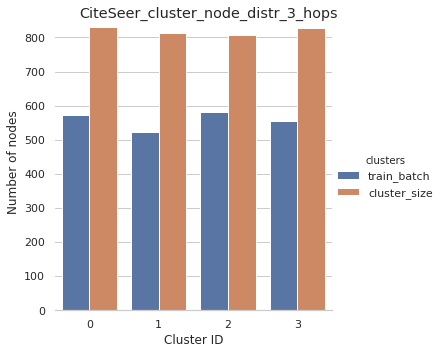 CiteSeer_cluster_node_distr_3_hops
800
700
600
500
400
300
200
100
0
Number of nodes
0 1 2 3
Cluster ID
clusters
train_batch
cluster_size